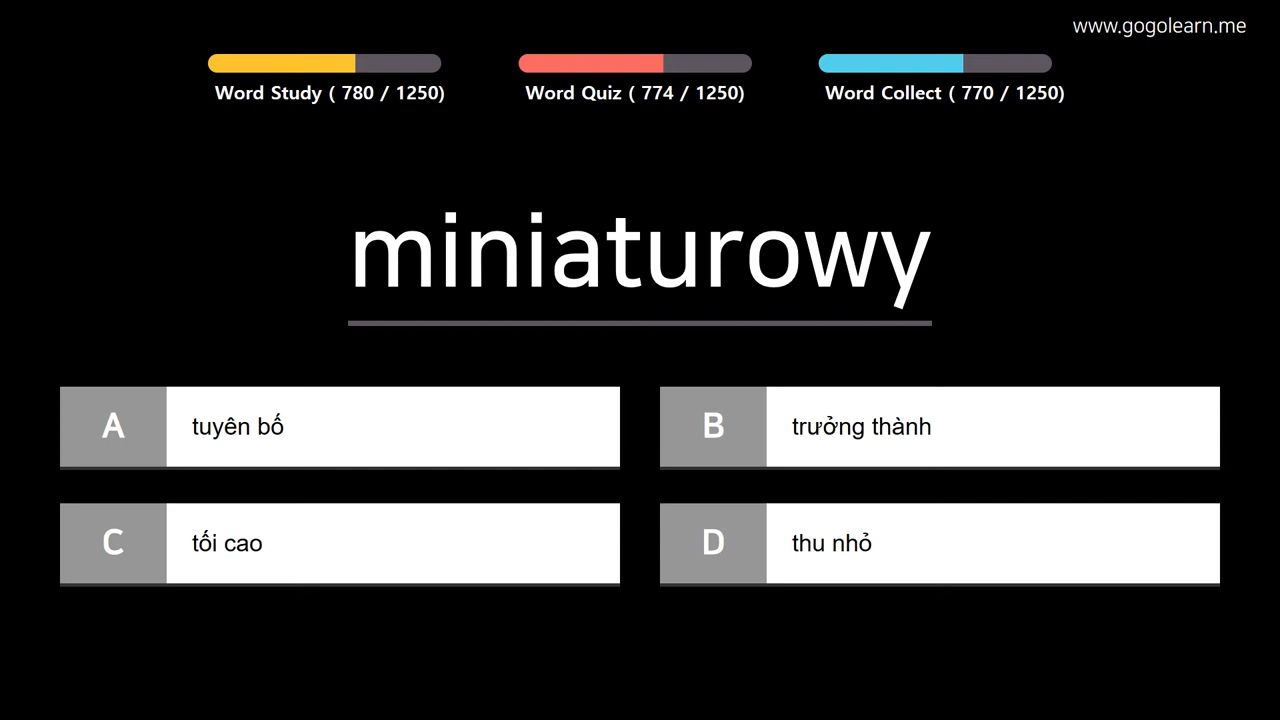 www.gogolearn.me
Word Study ( 780 / 1250)
Word Quiz ( 774 / 1250)
Word Collect ( 770 / 1250)
miniaturowy
A
tuyên bố
B
trưởng thành
C
tối cao
D
thu nhỏ